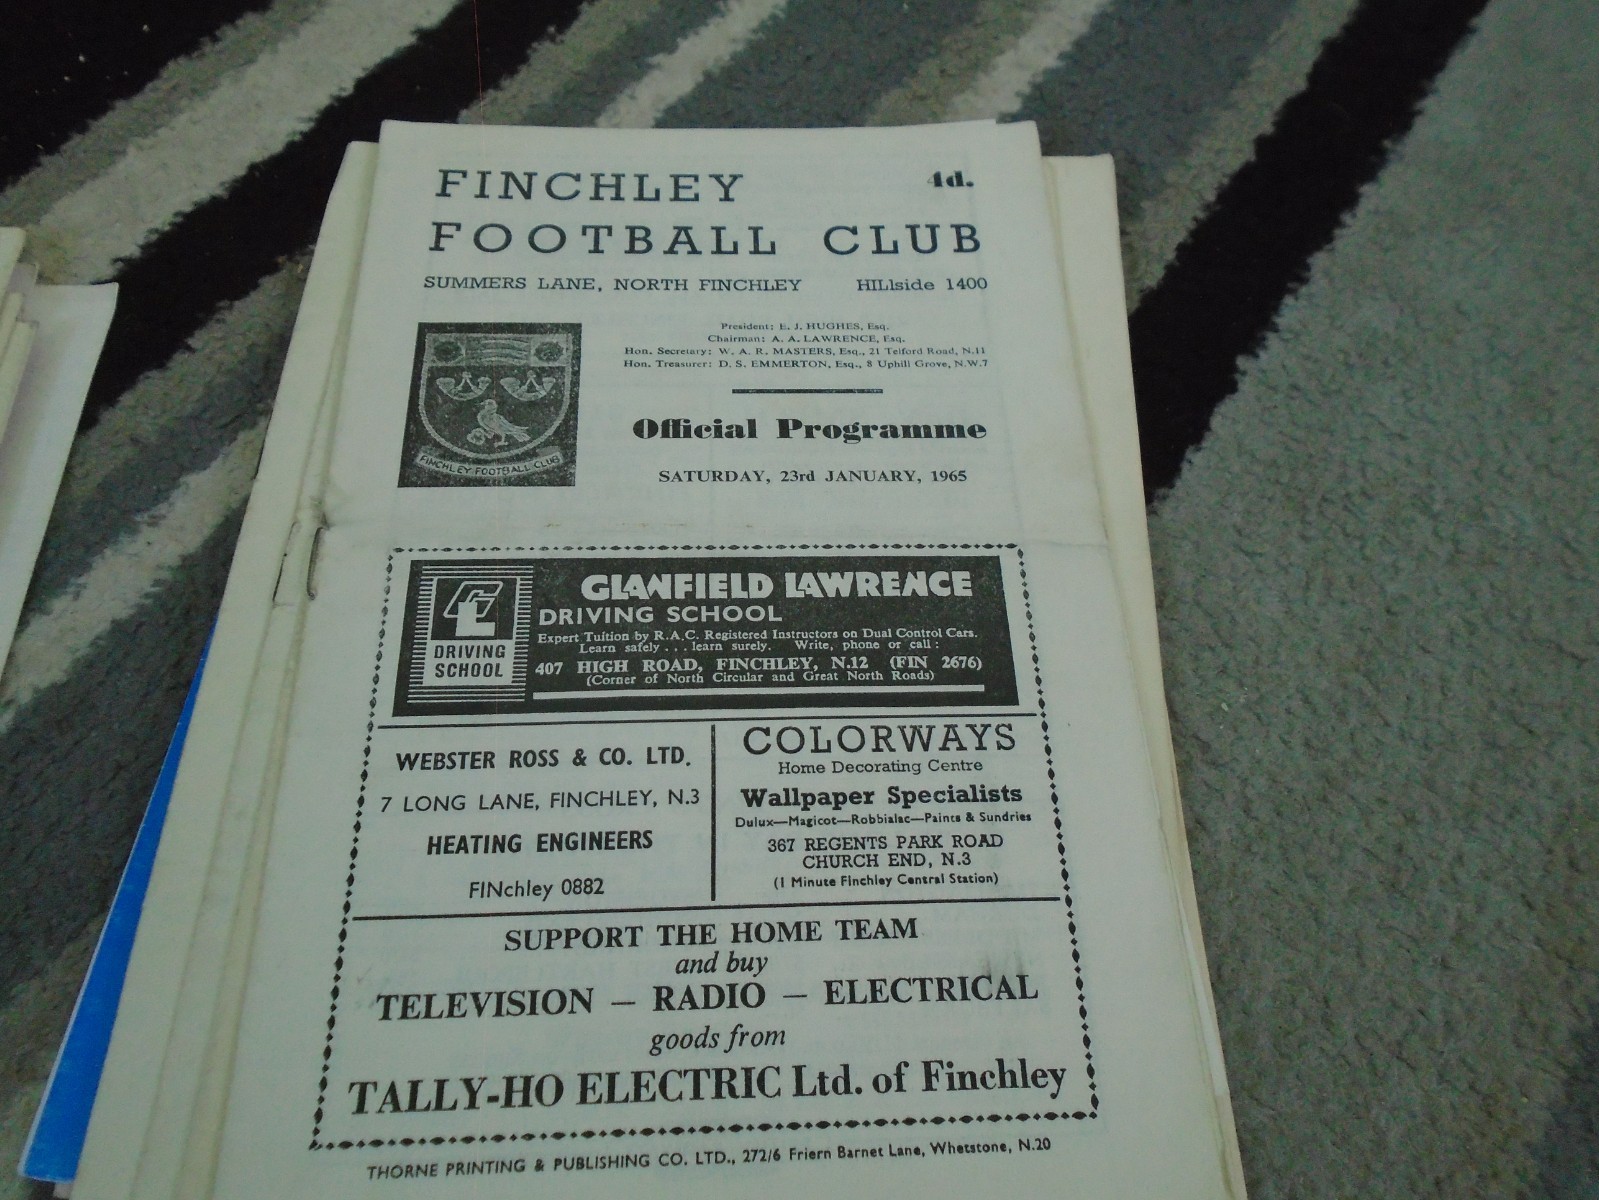 FINCHLEY
4d.
FOOTBALL CLUB
SUMMERS LANE, NORTH FINCHLEY HILlside 1400
President: E. J. HUGHES, Esq.
Chairman: A. A. LAWRENCE, Esq.
Hon. Secretary: W. A. R. MASTERS, Esq., 21 Telford Road, N.11
Hon. Treasurer: D. S. EMMERTON, Esq., 8 Uphill Grove, N.W.7
FINCHLEY FOOTBALL CLUB
Official Programme
SATURDAY, 23rd JANUARY, 1965
GLANFIELD LAWRENCE
DRIVING SCHOOL
Expert Tuition by R.A.C. Registered Instructors on Dual Control Cars.
Learn safely . . . learn surely. Write, phone or call :
407 HIGH ROAD, FINCHLEY, N.12 (FIN 2676)
(Corner of North Circular and Great North Roads)
GL
DRIVING
SCHOOL
WEBSTER ROSS & CO. LTD.
7 LONG LANE, FINCHLEY, N.3
HEATING ENGINEERS
FINchley 0882
COLORWAYS
Home Decorating Centre
Wallpaper Specialists
Dulux—Magicot—Robbialac—Paints & Sundries
367 REGENTS PARK ROAD
CHURCH END, N.3
(1 Minute Finchley Central Station)
SUPPORT THE HOME TEAM
and buy
TELEVISION — RADIO — ELECTRICAL
goods from
TALLY-HO ELECTRIC Ltd. of Finchley
THORNE PRINTING & PUBLISHING CO. LTD., 272/6 Friern Barnet Lane, Whetstone, N.20